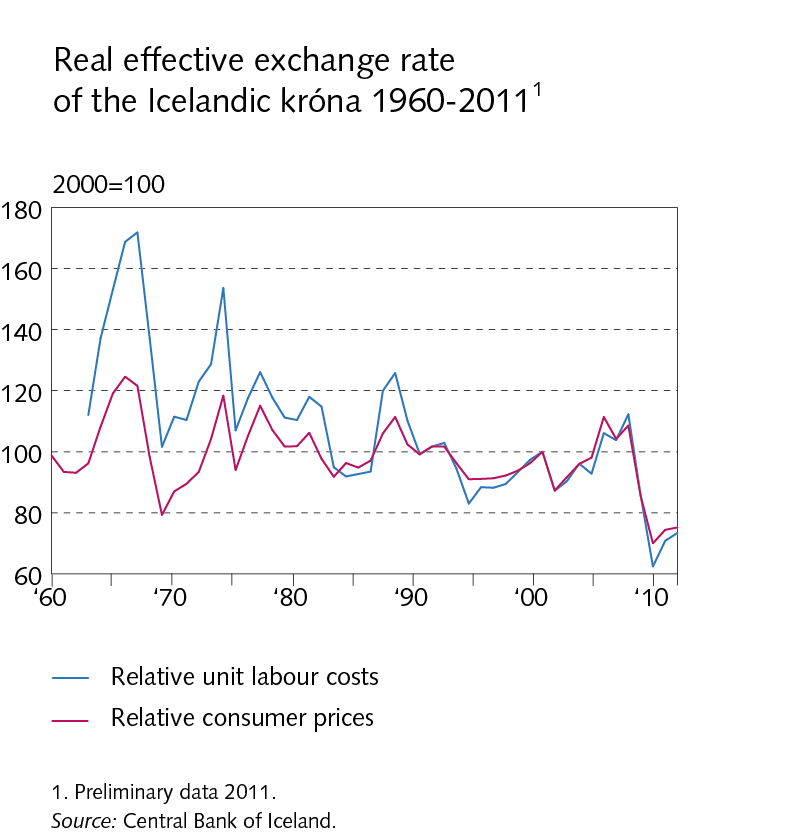 Real effective exchange rate
of the Icelandic króna 1960-2011¹
2000=100
180
160
140
120
100
80
60
‘60 ‘70 ‘80 ‘90 ‘00 ‘10
Relative unit labour costs
Relative consumer prices
1. Preliminary data 2011.
Source: Central Bank of Iceland.